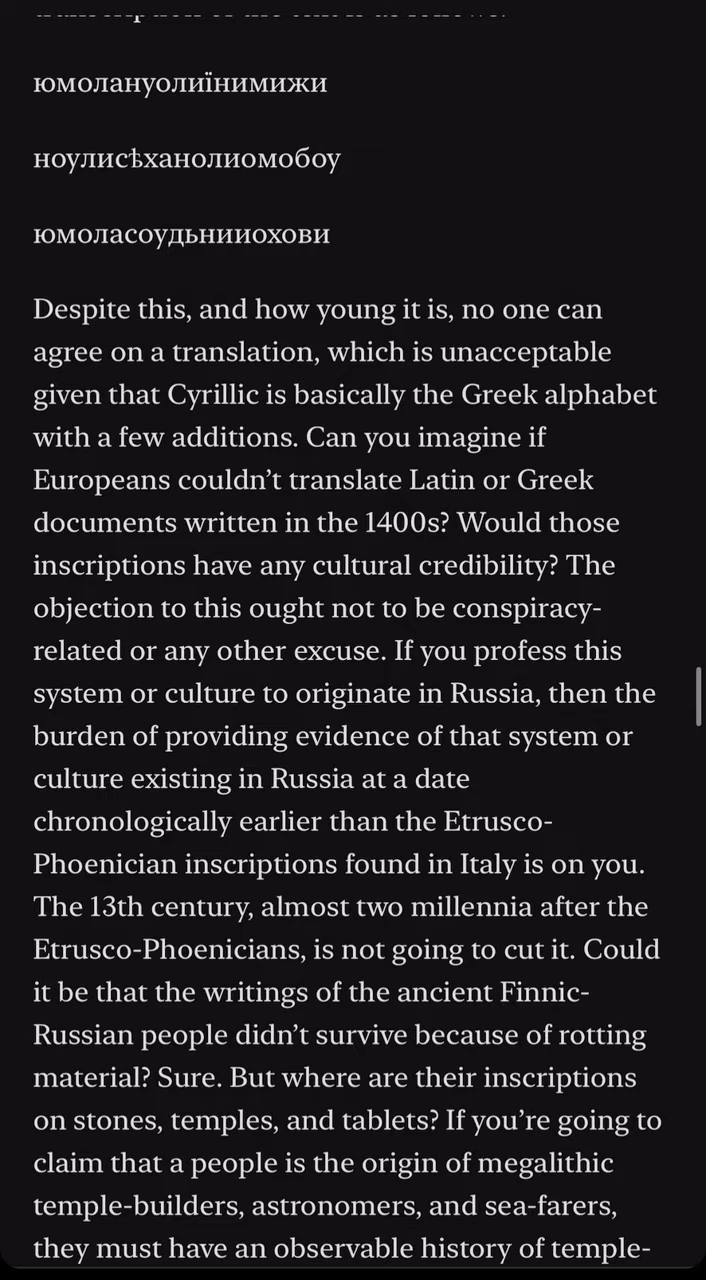 юмолануолиїнимижи
ноулисѣханолиомобоу
юмоласоудьнииохови
Despite this, and how young it is, no one can
agree on a translation, which is unacceptable
given that Cyrillic is basically the Greek alphabet
with a few additions. Can you imagine if
Europeans couldn’t translate Latin or Greek
documents written in the 1400s? Would those
inscriptions have any cultural credibility? The
objection to this ought not to be conspiracy-
related or any other excuse. If you profess this
system or culture to originate in Russia, then the
burden of providing evidence of that system or
culture existing in Russia at a date
chronologically earlier than the Etrusco-
Phoenician inscriptions found in Italy is on you.
The 13th century, almost two millennia after the
Etrusco-Phoenicians, is not going to cut it. Could
it be that the writings of the ancient Finnic-
Russian people didn’t survive because of rotting
material? Sure. But where are their inscriptions
on stones, temples, and tablets? If you’re going to
claim that a people is the origin of megalithic
temple-builders, astronomers, and sea-farers,
they must have an observable history of temple-